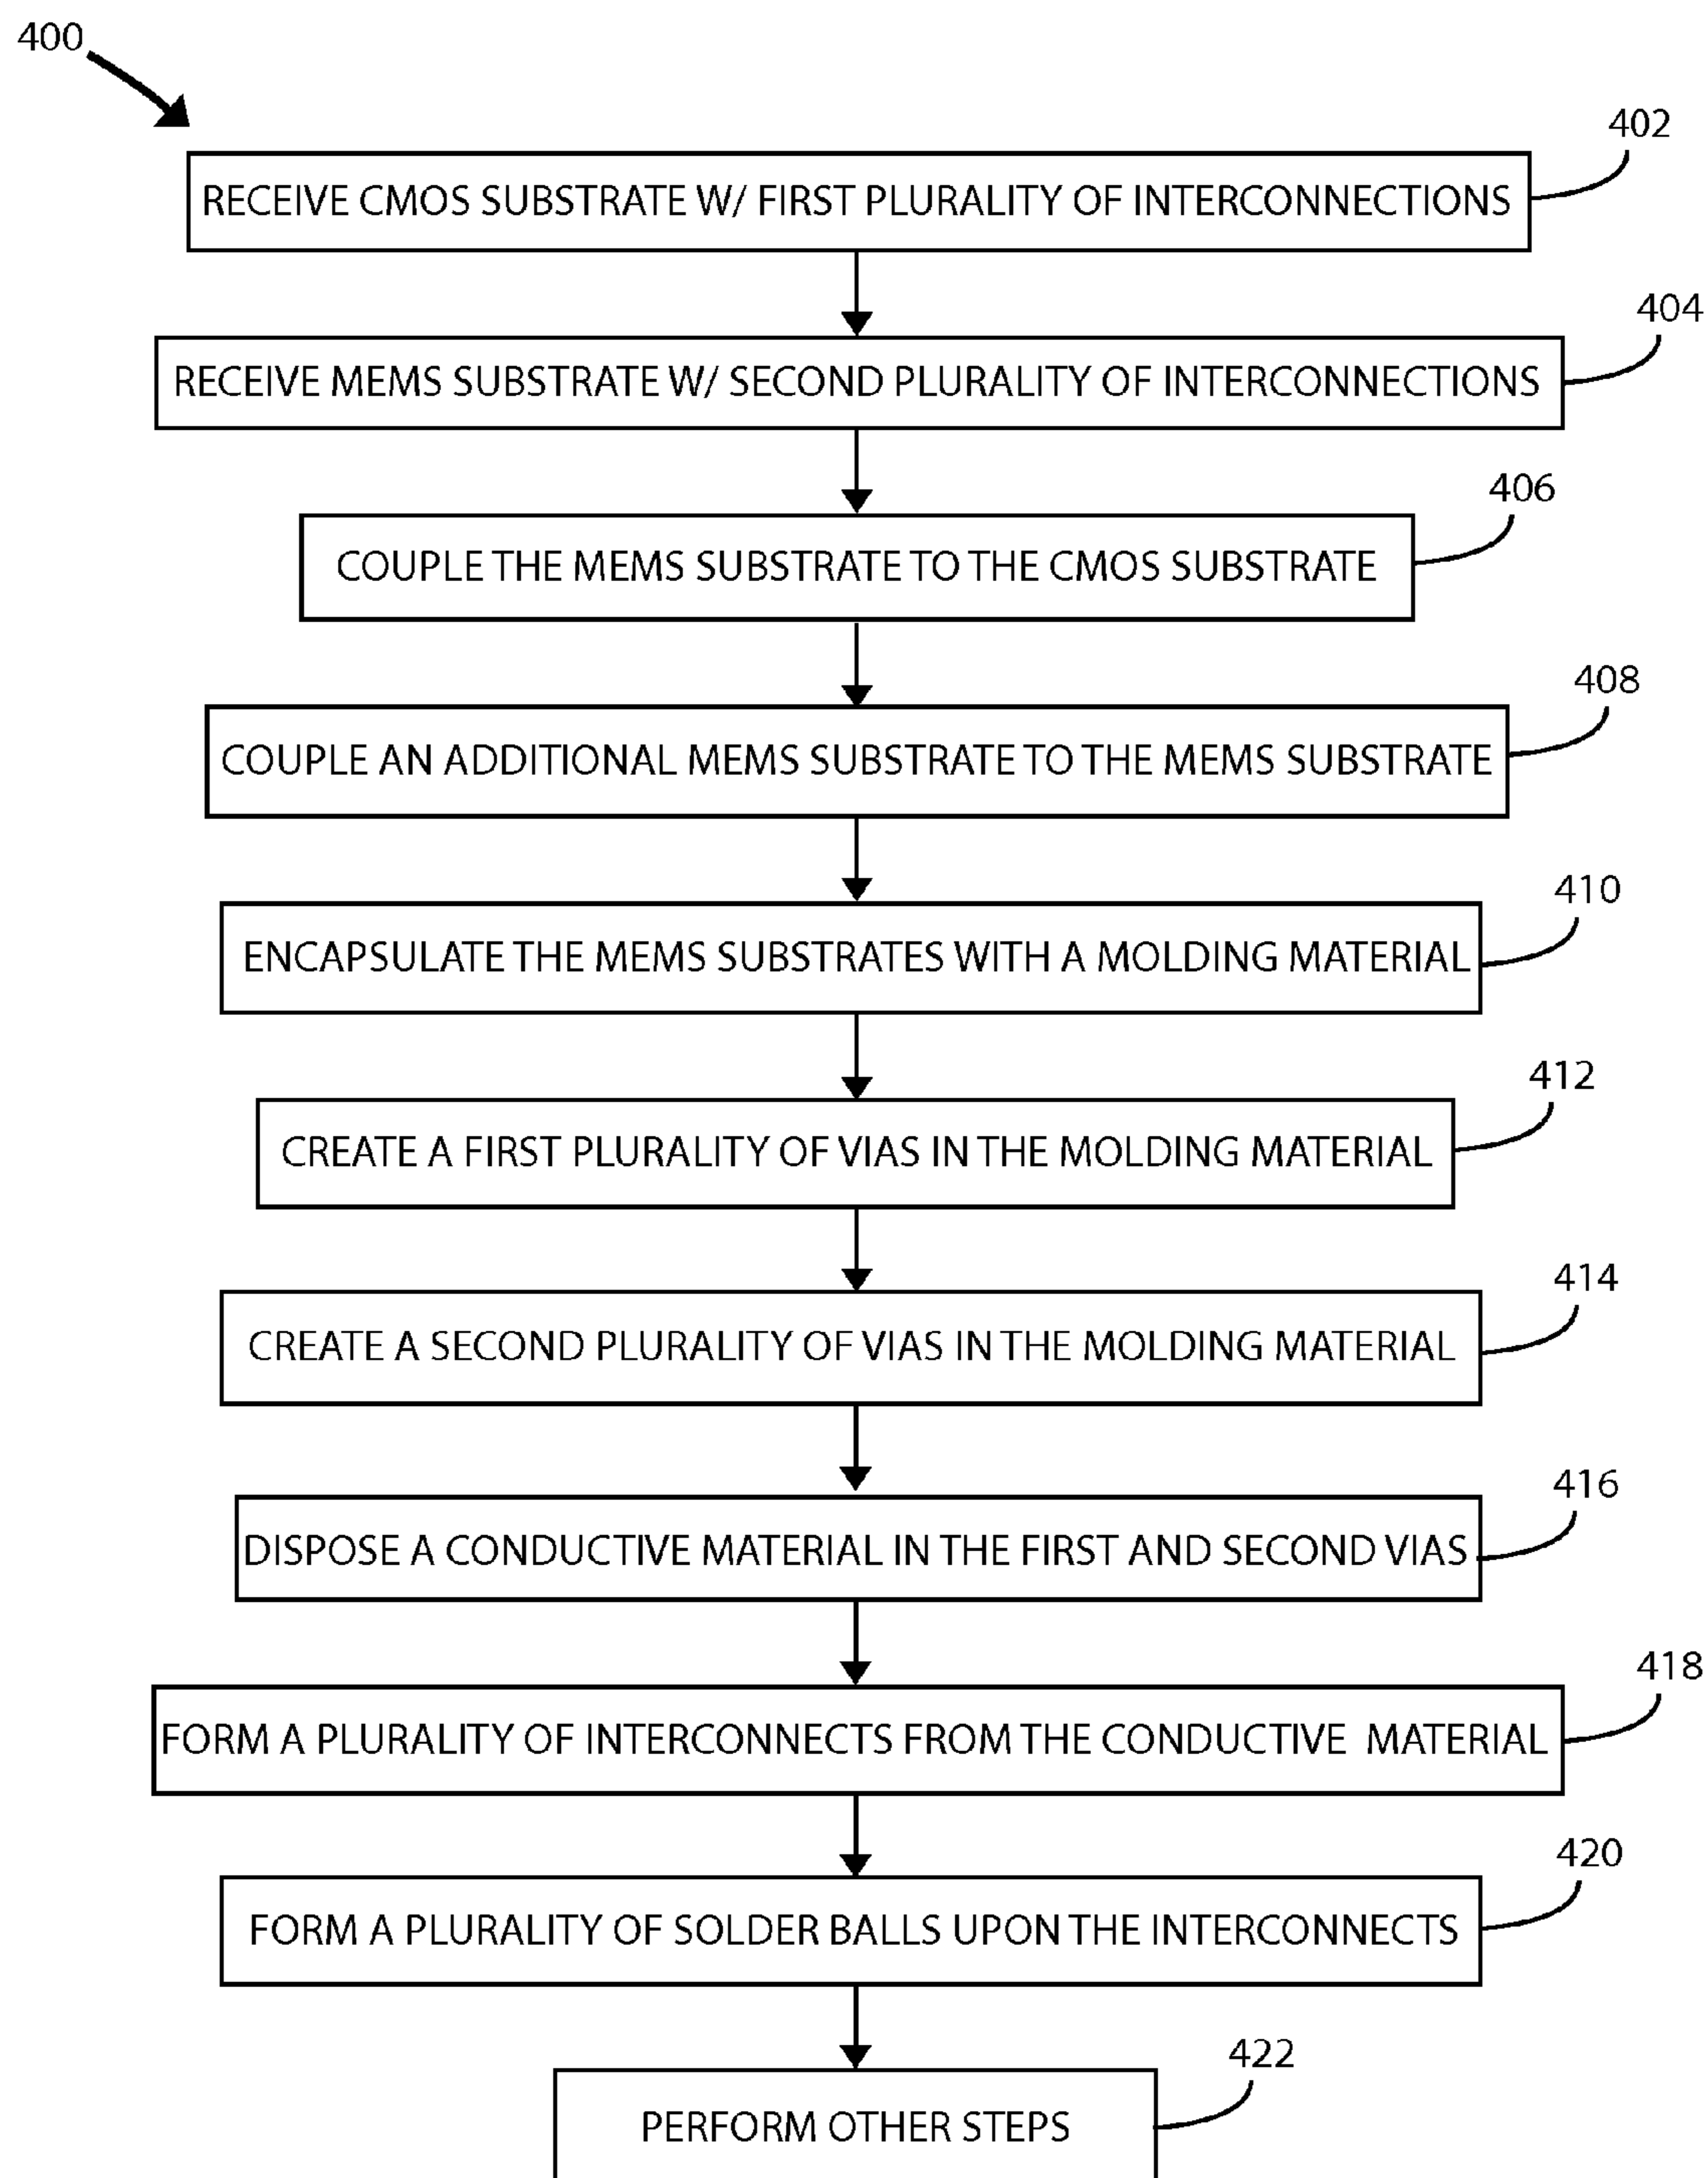 400
402
RECEIVE CMOS SUBSTRATE W/ FIRST PLURALITY OF INTERCONNECTIONS
404
RECEIVE MEMS SUBSTRATE W/ SECOND PLURALITY OF INTERCONNECTIONS
406
COUPLE THE MEMS SUBSTRATE TO THE CMOS SUBSTRATE
408
COUPLE AN ADDITIONAL MEMS SUBSTRATE TO THE MEMS SUBSTRATE
410
ENCAPSULATE THE MEMS SUBSTRATES WITH A MOLDING MATERIAL
412
CREATE A FIRST PLURALITY OF VIAS IN THE MOLDING MATERIAL
414
CREATE A SECOND PLURALITY OF VIAS IN THE MOLDING MATERIAL
416
DISPOSE A CONDUCTIVE MATERIAL IN THE FIRST AND SECOND VIAS
418
FORM A PLURALITY OF INTERCONNECTS FROM THE CONDUCTIVE MATERIAL
420
FORM A PLURALITY OF SOLDER BALLS UPON THE INTERCONNECTS
422
PERFORM OTHER STEPS